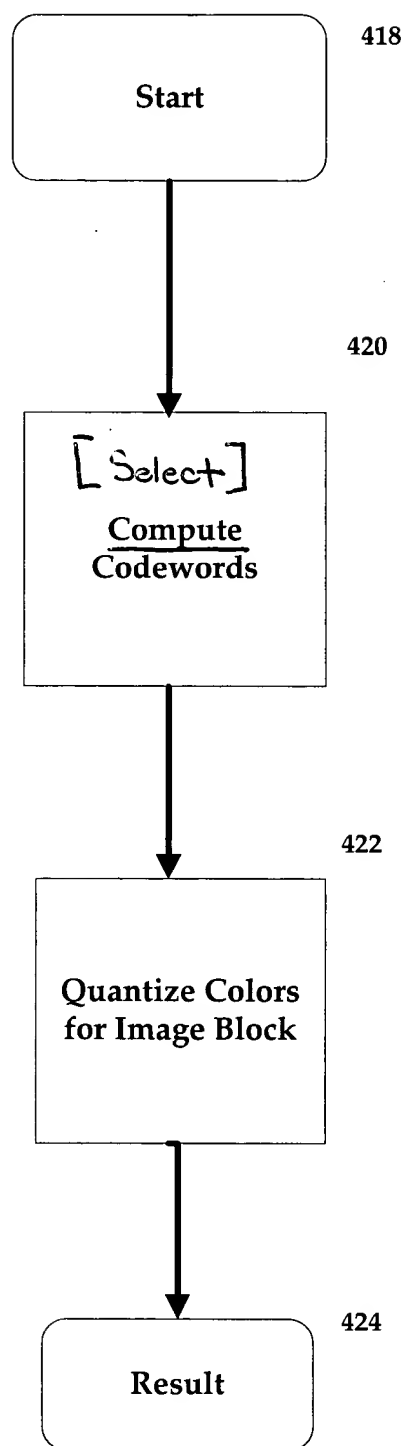 418
Start
420
[Select]
Compute
Codewords
422
Quantize Colors
for Image Block
424
Result